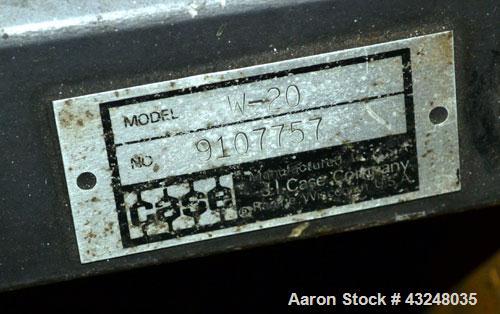 MODEL W-20
NO. 9107757
CASE
Manufactured by
J.I. Case Company
Racine, Wisconsin U.S.A.
Aaron Stock # 43248035